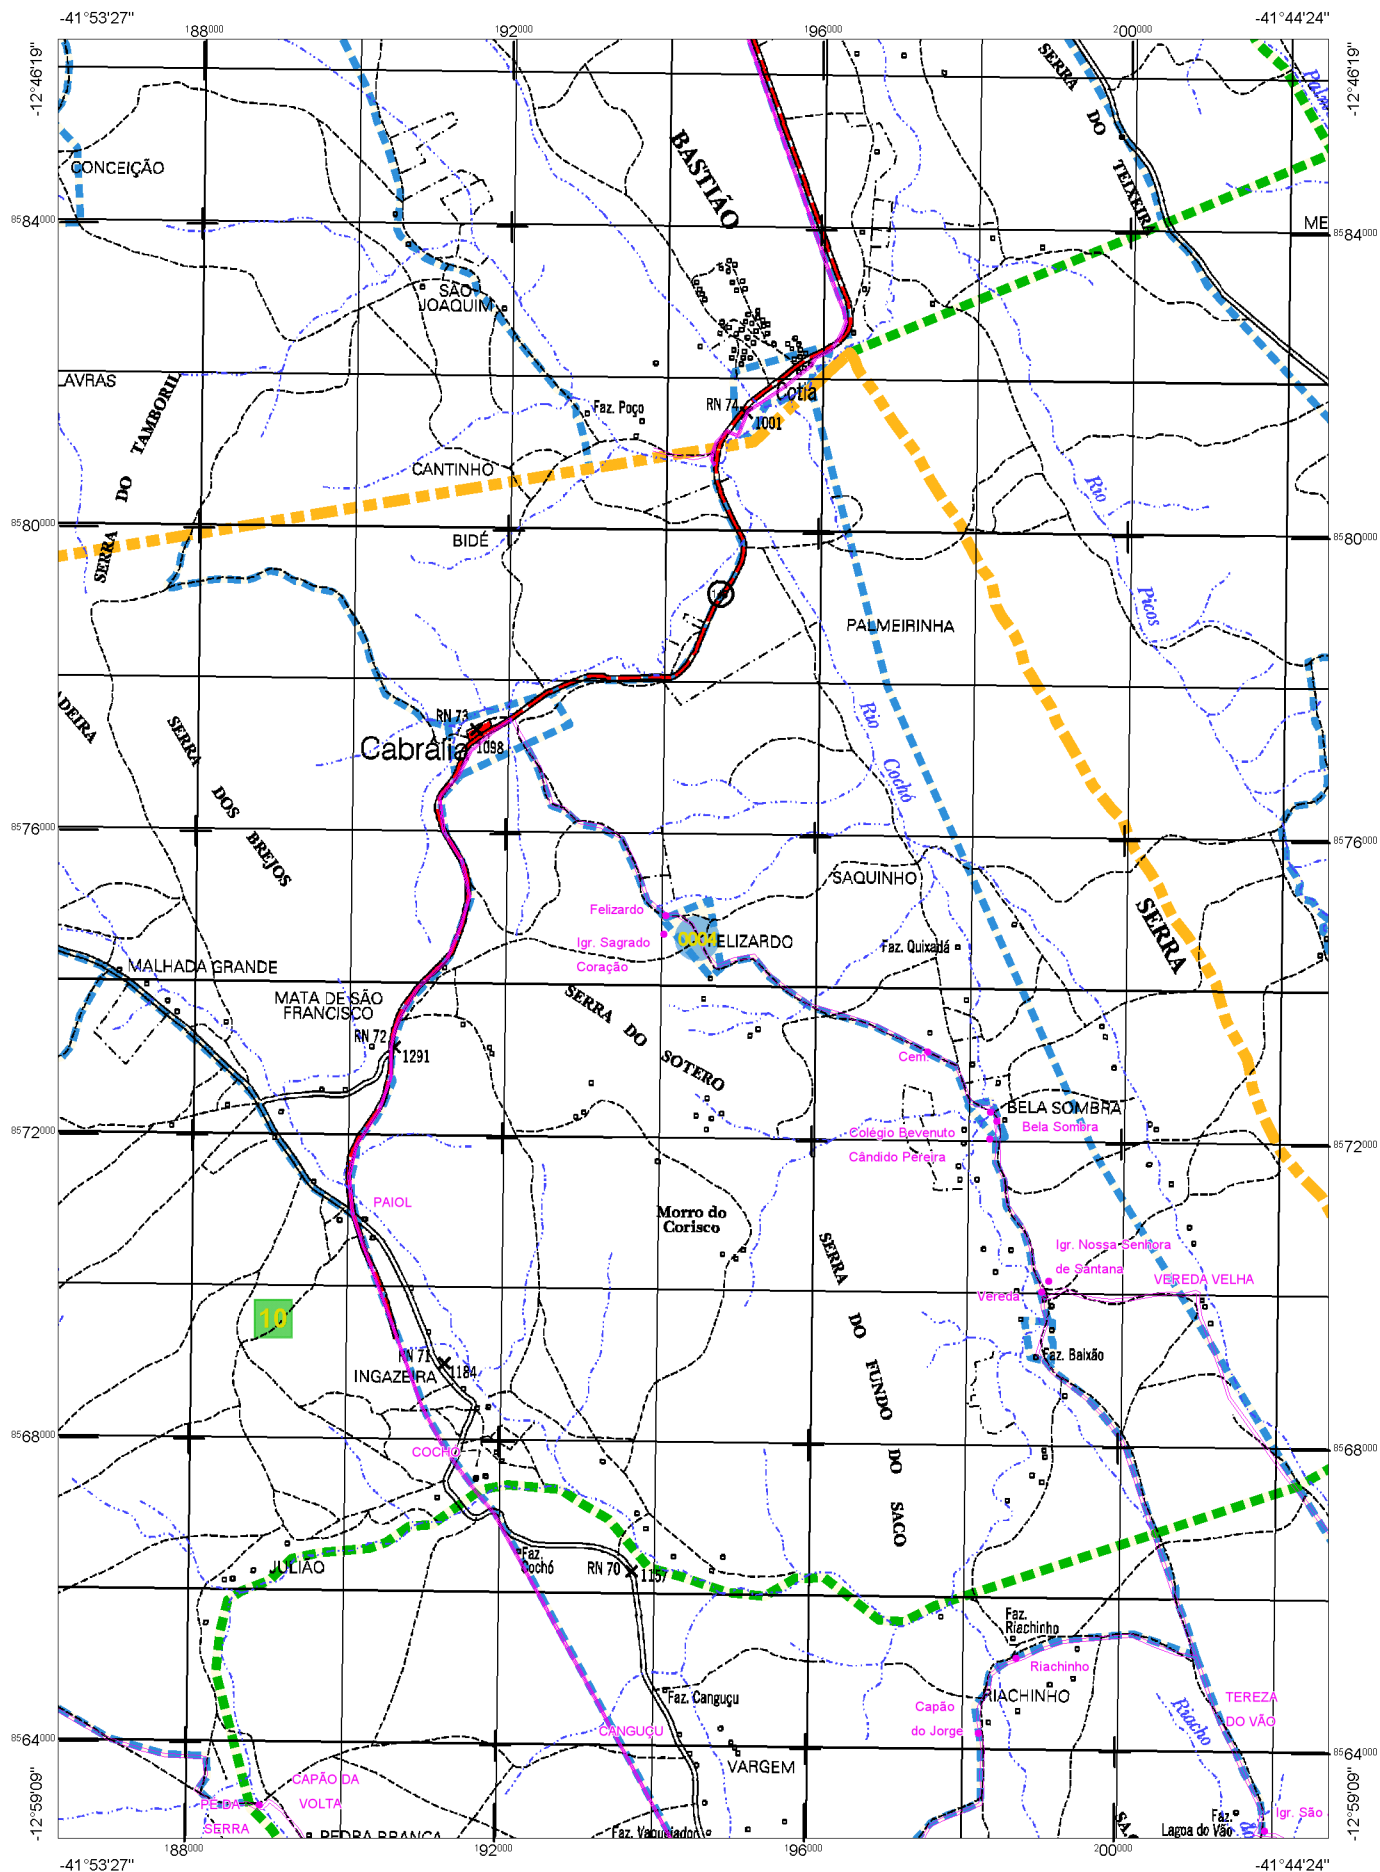 -41°53'27"
-41°44'24"
188000
192000
196000
200000
-12°46'19"
-12°46'19"
SERRA DO TEIXEIRA
BASTIÃO
CONCEIÇÃO
8584000
ME
8584000
SÃO
JOAQUIM
AVRAS
SERRA DO TAMBORIL
Faz. Poço
RN 74
Cotia
1001
CANTINHO
Rio
8580000
BIDÉ
8580000
Picos
PALMEIRINHA
ADEIRA
SERRA DOS BREJOS
RN 73
Cabrália
1098
Rio
Cochó
8576000
8576000
SAQUINHO
SERRA
Felizardo
Igr. Sagrado
Coração
0004
ELIZARDO
Faz. Quixadá
MALHADA GRANDE
MATA DE SÃO
FRANCISCO
SERRA DO SOTERO
RN 72
1291
Cem.
BELA SOMBRA
Bela Sombra
8572000
8572000
Colégio Bevenuto
Cândido Pereira
PAIOL
Morro do
Corisco
Igr. Nossa Senhora
de Santana
VEREDA VELHA
Vereda
SERRA DO FUNDO DO SACO
10
Faz. Baixão
RN 71
1184
INGAZEIRA
8568000
COCHO
8568000
Faz.
Cochó
JULIÃO
RN 70
1157
Faz.
Riachinho
Riachinho
RIACHINHO
Faz. Canguçu
Capão
do Jorge
TEREZA
DO VÃO
Riacho
CANGUÇU
8564000
8564000
VARGEM
CAPÃO DA
VOLTA
PÉ DA
SERRA
PEDRA BRANCA
Faz. Vaquejador
Faz.
Lagoa do Vão
Igr. São
-12°59'09"
-12°59'09"
188000
192000
196000
200000
-41°53'27"
-41°44'24"